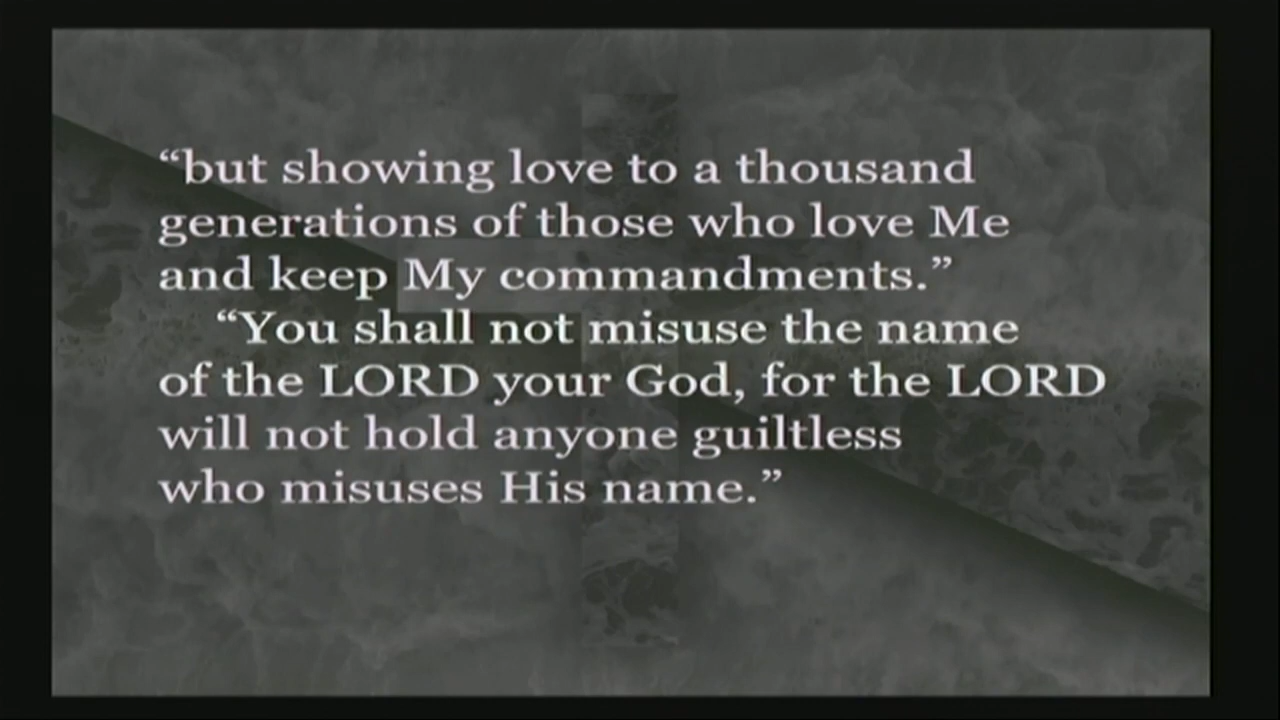 “but showing love to a thousand
generations of those who love Me
and keep My commandments.”
“You shall not misuse the name
of the LORD your God, for the LORD
will not hold anyone guiltless
who misuses His name.”